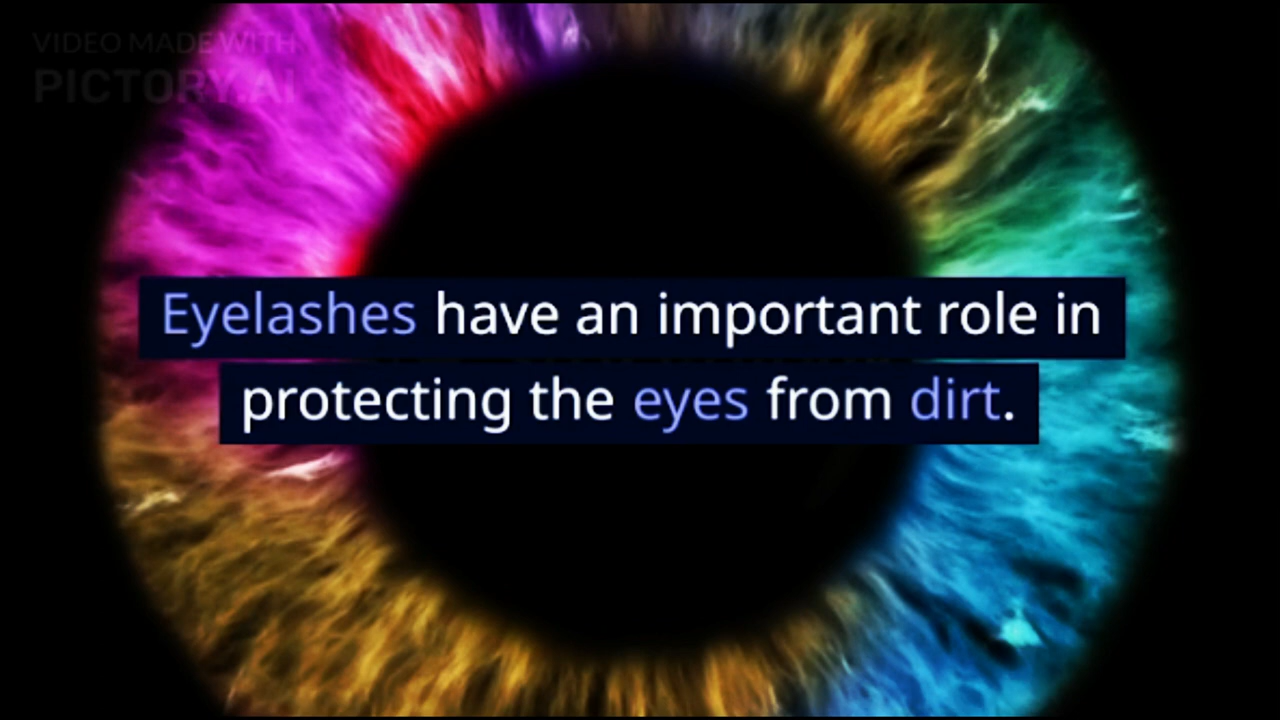 VIDEO MADE WITH
PICTORY.AI
Eyelashes have an important role in
protecting the eyes from dirt.